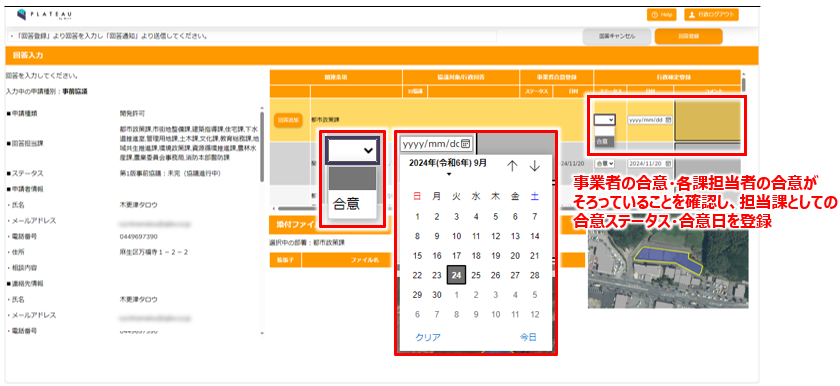 PLATEAU
by MLIT
Help
行政ログアウト
・「回答登録」より回答を入力し「回答通知」より送信してください。
回答キャンセル
回答登録
回答入力
回答を入力してください。
入力中の申請種別：事前協議
■申請種類
開発許可
■回答担当課
都市政策課,市街地整備課,建築指導課,住宅課,下水
道推進室,管理用地課,土木課,文化課,教育総務課,地
域共生推進課,環境政策課,資源循環推進課,農林水
産課,農業委員会事務局,消防本部警防課
■ステータス
第1版事前協議：未完（協議進行中）
■申請者情報
・氏名
木更津タロウ
・メールアドレス
・電話番号
0449697390
・住所
麻生区万福寺１－２－２
・相談内容
■連絡先情報
・氏名
木更津タロウ
・メールアドレス
・電話番号
0449697390
関連条項
協議対象/行政回答
事業者合意登録
行政確定登録
ステータス
日付
ステータス
日付
コメント
回答追加
都市政策課
合意
yyyy/mm/dd
24/11/20
合意
2024/11/20
合意
yyyy/mm/dd
2024年(令和6年) 9月
日 月 火 水 木 金 土
1 2 3 4 5 6 7
8 9 10 11 12 13 14
15 16 17 18 19 20 21
22 23 24 25 26 27 28
29 30 1 2 3 4 5
6 7 8 9 10 11 12
クリア
今日
事業者の合意・各課担当者の合意が
そろっていることを確認し、担当課としての
合意ステータス・合意日を登録
添付ファイ
選択中の部署：都市政策課
拡張子
ファイル名